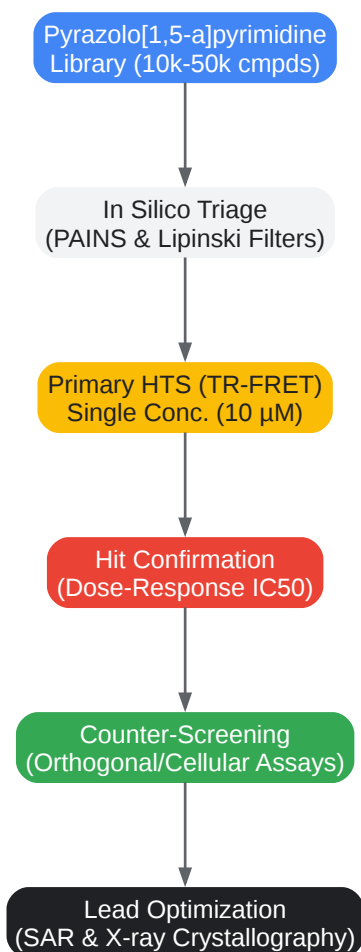 Pyrazolo[1,5-a]pyrimidine
Library (10k-50k cmpds)
In Silico Triage
(PAINS & Lipinski Filters)
Primary HTS (TR-FRET)
Single Conc. (10 µM)
Hit Confirmation
(Dose-Response IC50)
Counter-Screening
(Orthogonal/Cellular Assays)
Lead Optimization
(SAR & X-ray Crystallography)